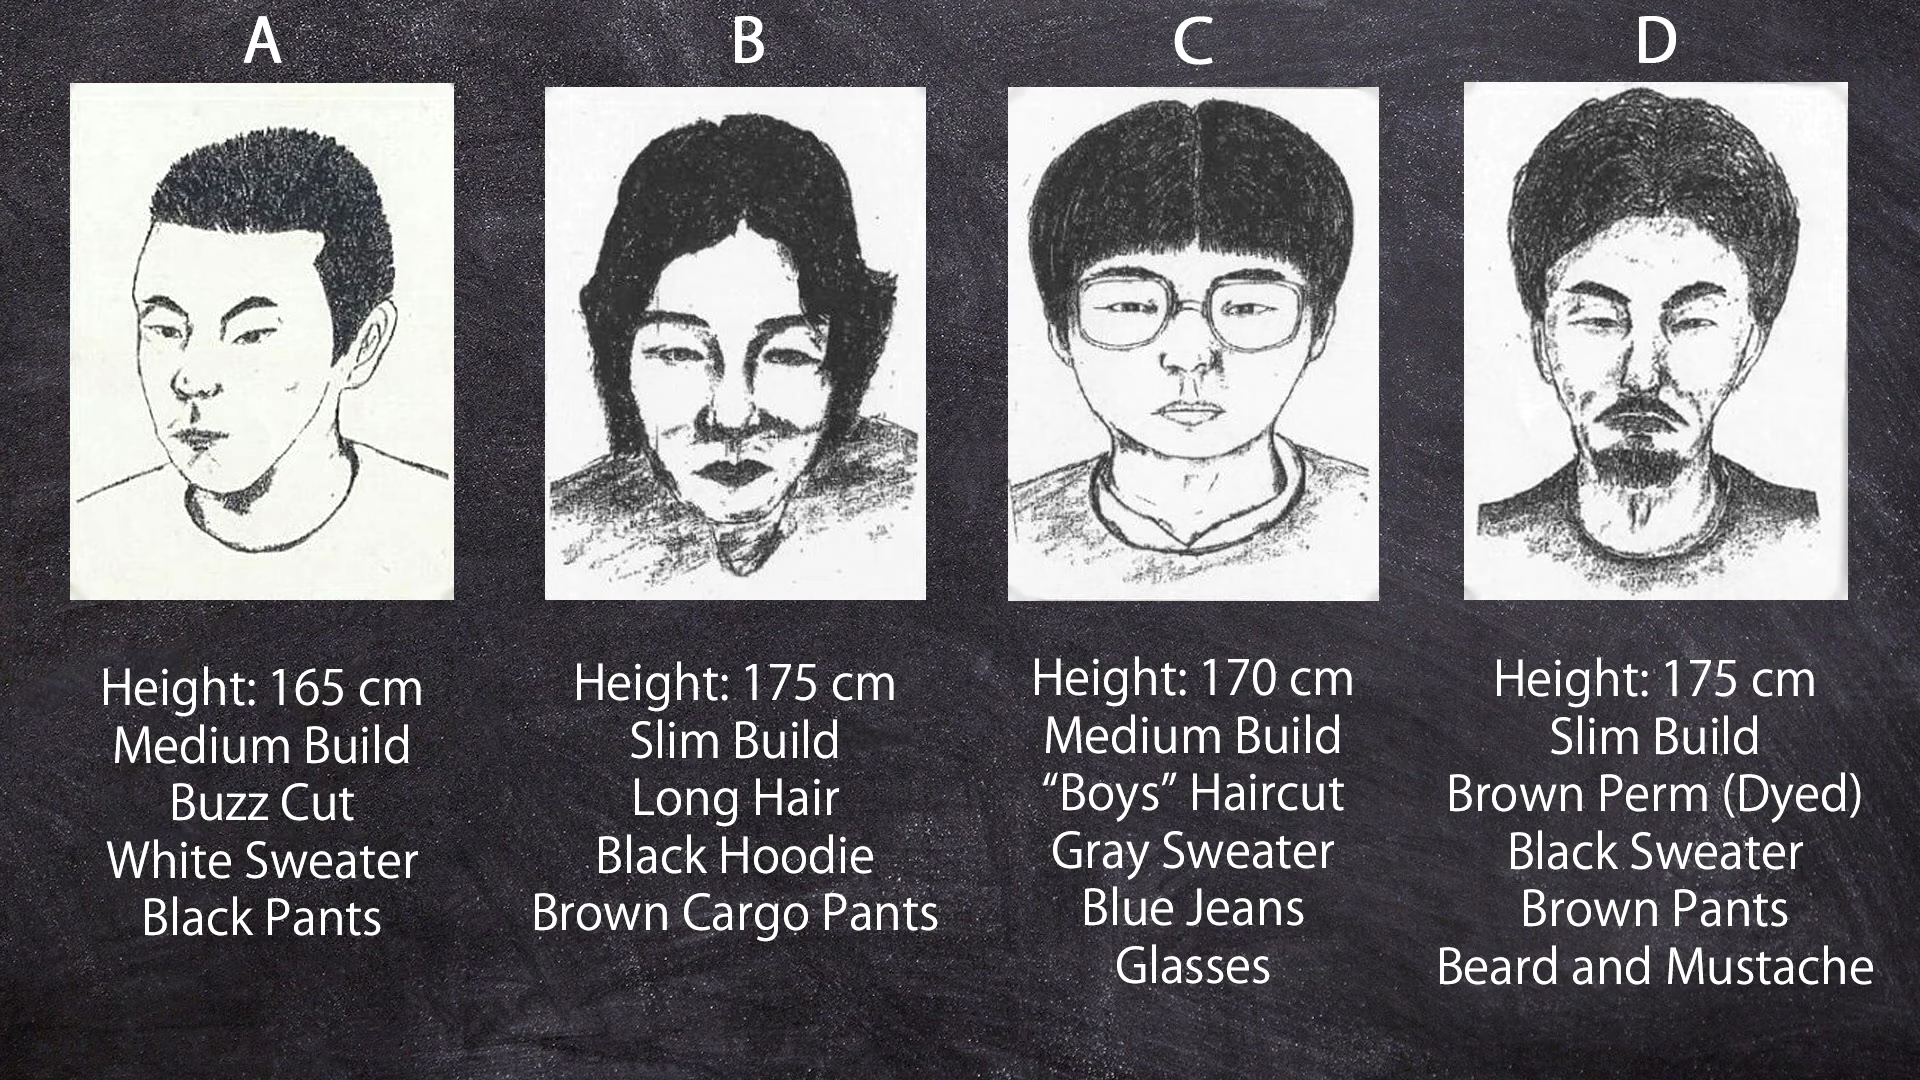 A
B
C
D
Height: 165 cm
Medium Build
Buzz Cut
White Sweater
Black Pants
Height: 175 cm
Slim Build
Long Hair
Black Hoodie
Brown Cargo Pants
Height: 170 cm
Medium Build
“Boys” Haircut
Gray Sweater
Blue Jeans
Glasses
Height: 175 cm
Slim Build
Brown Perm (Dyed)
Black Sweater
Brown Pants
Beard and Mustache